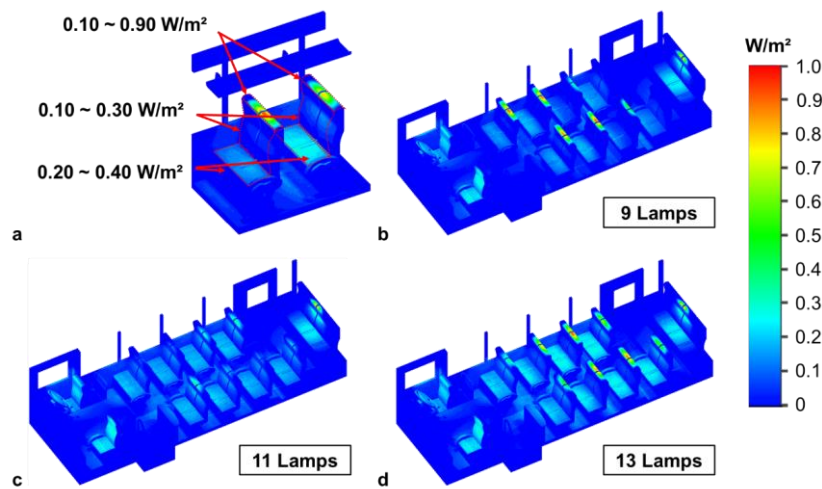 0.10 ~ 0.90 W/m²
0.10 ~ 0.30 W/m²
0.20 ~ 0.40 W/m²
a
b
9 Lamps
W/m²
1.0
0.9
0.8
0.7
0.6
0.5
0.4
0.3
0.2
0.1
0
c
11 Lamps
d
13 Lamps